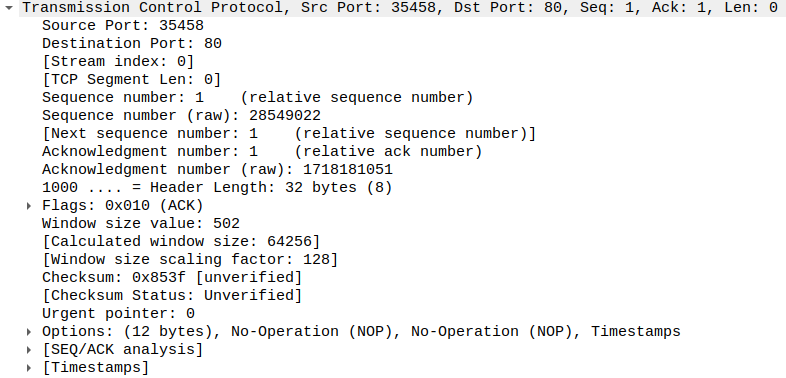 Transmission Control Protocol, Src Port: 35458, Dst Port: 80, Seq: 1, Ack: 1, Len: 0
Source Port: 35458
Destination Port: 80
[Stream index: 0]
[TCP Segment Len: 0]
Sequence number: 1    (relative sequence number)
Sequence number (raw): 28549022
[Next sequence number: 1    (relative sequence number)]
Acknowledgment number: 1    (relative ack number)
Acknowledgment number (raw): 1718181051
1000 .... = Header Length: 32 bytes (8)
Flags: 0x010 (ACK)
Window size value: 502
[Calculated window size: 64256]
[Window size scaling factor: 128]
Checksum: 0x853f [unverified]
[Checksum Status: Unverified]
Urgent pointer: 0
Options: (12 bytes), No-Operation (NOP), No-Operation (NOP), Timestamps
[SEQ/ACK analysis]
[Timestamps]